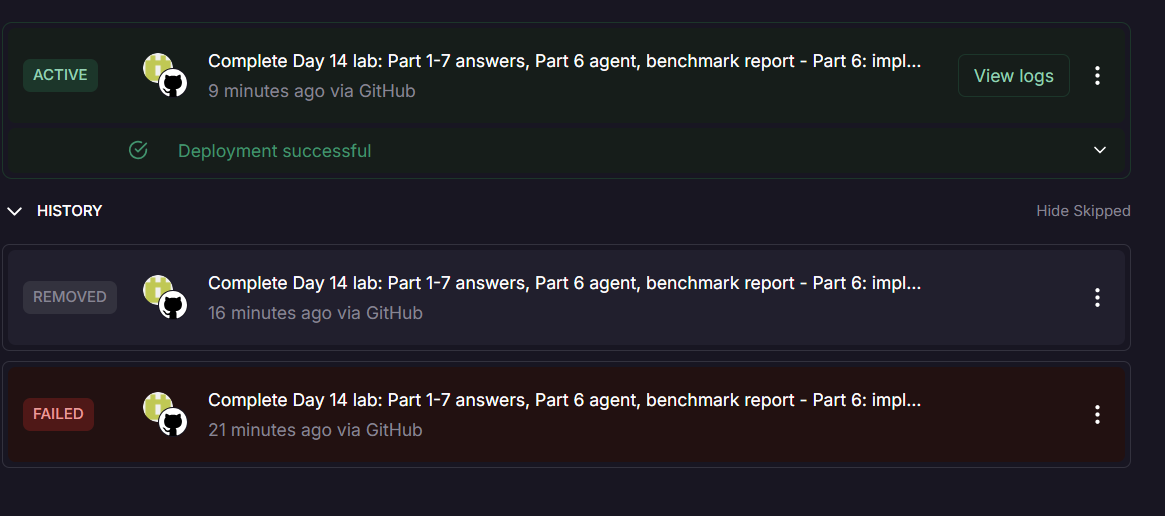 ACTIVE
Complete Day 14 lab: Part 1-7 answers, Part 6 agent, benchmark report - Part 6: impl...
9 minutes ago via GitHub
View logs
Deployment successful
HISTORY
Hide Skipped
REMOVED
Complete Day 14 lab: Part 1-7 answers, Part 6 agent, benchmark report - Part 6: impl...
16 minutes ago via GitHub
FAILED
Complete Day 14 lab: Part 1-7 answers, Part 6 agent, benchmark report - Part 6: impl...
21 minutes ago via GitHub